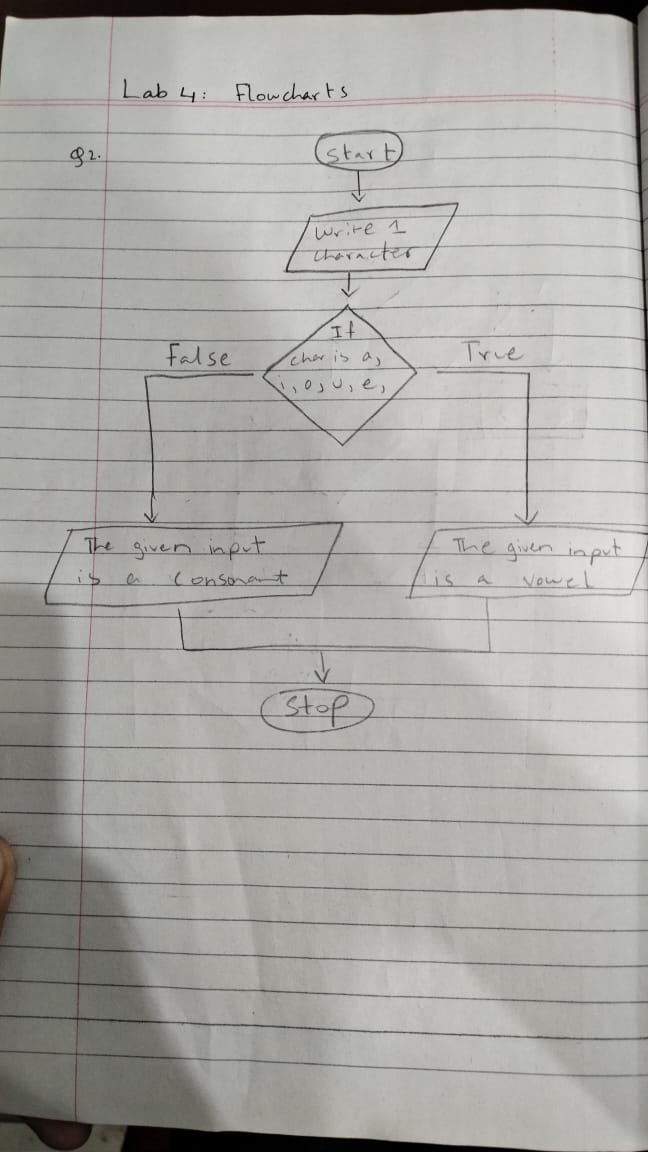 Lab 4: Flowcharts
Q2.
Start
Write 1
character
If
char is a,
i, o, u, e,
False
True
The given input
is a consonant
The given input
is a vowel
Stop